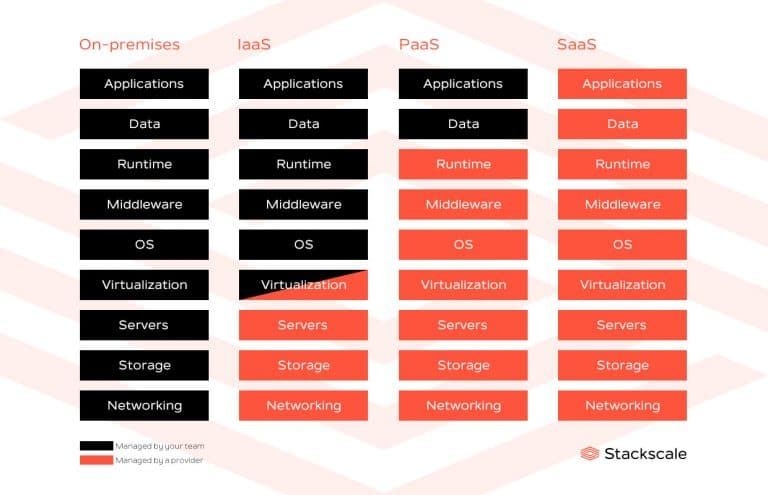 On-premises IaaS PaaS SaaS
Applications Applications Applications Applications
Data Data Data Data
Runtime Runtime Runtime Runtime
Middleware Middleware Middleware Middleware
OS OS OS OS
Virtualization Virtualization Virtualization Virtualization
Servers Servers Servers Servers
Storage Storage Storage Storage
Networking Networking Networking Networking
Managed by your team
Managed by a provider
Stackscale